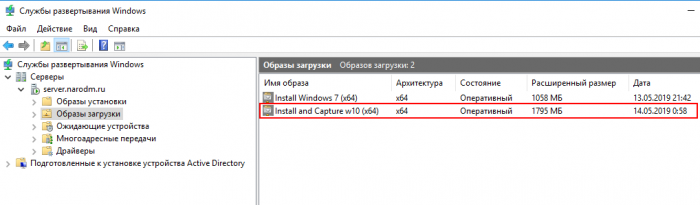 Службы развертывания Windows
Файл Действие Вид Справка
Службы развертывания Windows
Серверы
server.narodm.ru
Образы установки
Образы загрузки
Ожидающие устройства
Многоадресные передачи
Драйверы
Подготовленные к установке устройства Active Directory
Образы загрузки Образов загрузки: 2
Имя образа Архитектура Состояние Расширенный размер Дата
Install Windows 7 (x64) x64 Оперативный 1058 МБ 13.05.2019 21:42
Install and Capture w10 (x64) x64 Оперативный 1795 МБ 14.05.2019 0:58